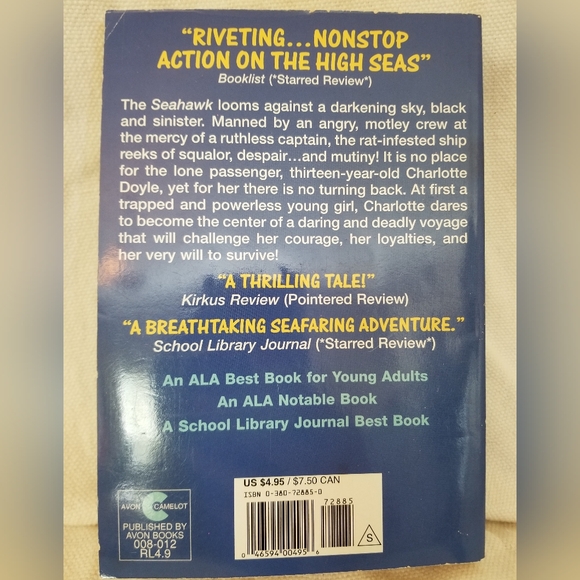 “RIVETING...NONSTOP
ACTION ON THE HIGH SEAS”
Booklist (*Starred Review*)
The Seahawk looms against a darkening sky, black
and sinister. Manned by an angry, motley crew at
the mercy of a ruthless captain, the rat-infested ship
reeks of squalor, despair...and mutiny! It is no place
for the lone passenger, thirteen-year-old Charlotte
Doyle, yet for her there is no turning back. At first a
trapped and powerless young girl, Charlotte dares
to become the center of a daring and deadly voyage
that will challenge her courage, her loyalties, and
her very will to survive!
“A THRILLING TALE!”
Kirkus Review (Pointered Review)
“A BREATHTAKING SEAFARING ADVENTURE.”
School Library Journal (*Starred Review*)
An ALA Best Book for Young Adults
An ALA Notable Book
A School Library Journal Best Book
AVON CAMELOT
PUBLISHED BY
AVON BOOKS
008-012
RL4.9
US $4.95 / $7.50 CAN
ISBN 0-380-72885-0
72885
0 46594 00495 6
S